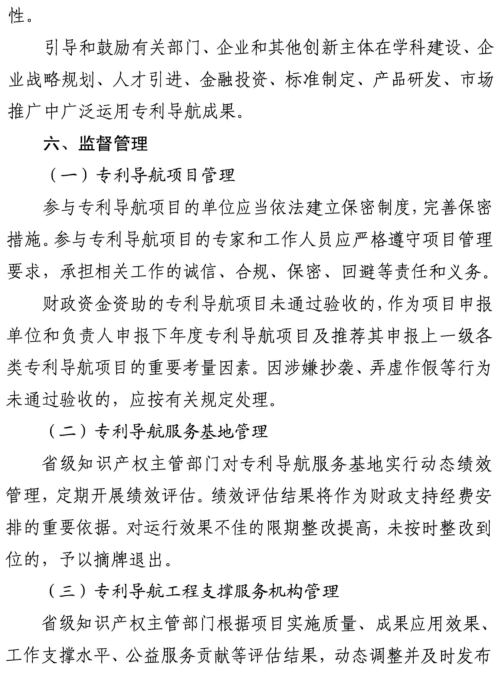 性。
引导和鼓励有关部门、企业和其他创新主体在学科建设、企
业战略规划、人才引进、金融投资、标准制定、产品研发、市场
推广中广泛运用专利导航成果。
六、监督管理
（一）专利导航项目管理
参与专利导航项目的单位应当依法建立保密制度，完善保密
措施。参与专利导航项目的专家和工作人员应严格遵守项目管理
要求，承担相关工作的诚信、合规、保密、回避等责任和义务。
财政资金资助的专利导航项目未通过验收的，作为项目申报
单位和负责人申报下年度专利导航项目及推荐其申报上一级各
类专利导航项目的重要考量因素。因涉嫌抄袭、弄虚作假等行为
未通过验收的，应按有关规定处理。
（二）专利导航服务基地管理
省级知识产权主管部门对专利导航服务基地实行动态绩效
管理，定期开展绩效评估。绩效评估结果将作为财政支持经费安
排的重要依据。对运行效果不佳的限期整改提高，未按时整改到
位的，予以摘牌退出。
（三）专利导航工程支撑服务机构管理
省级知识产权主管部门根据项目实施质量、成果应用效果、
工作支撑水平、公益服务贡献等评估结果，动态调整并及时发布